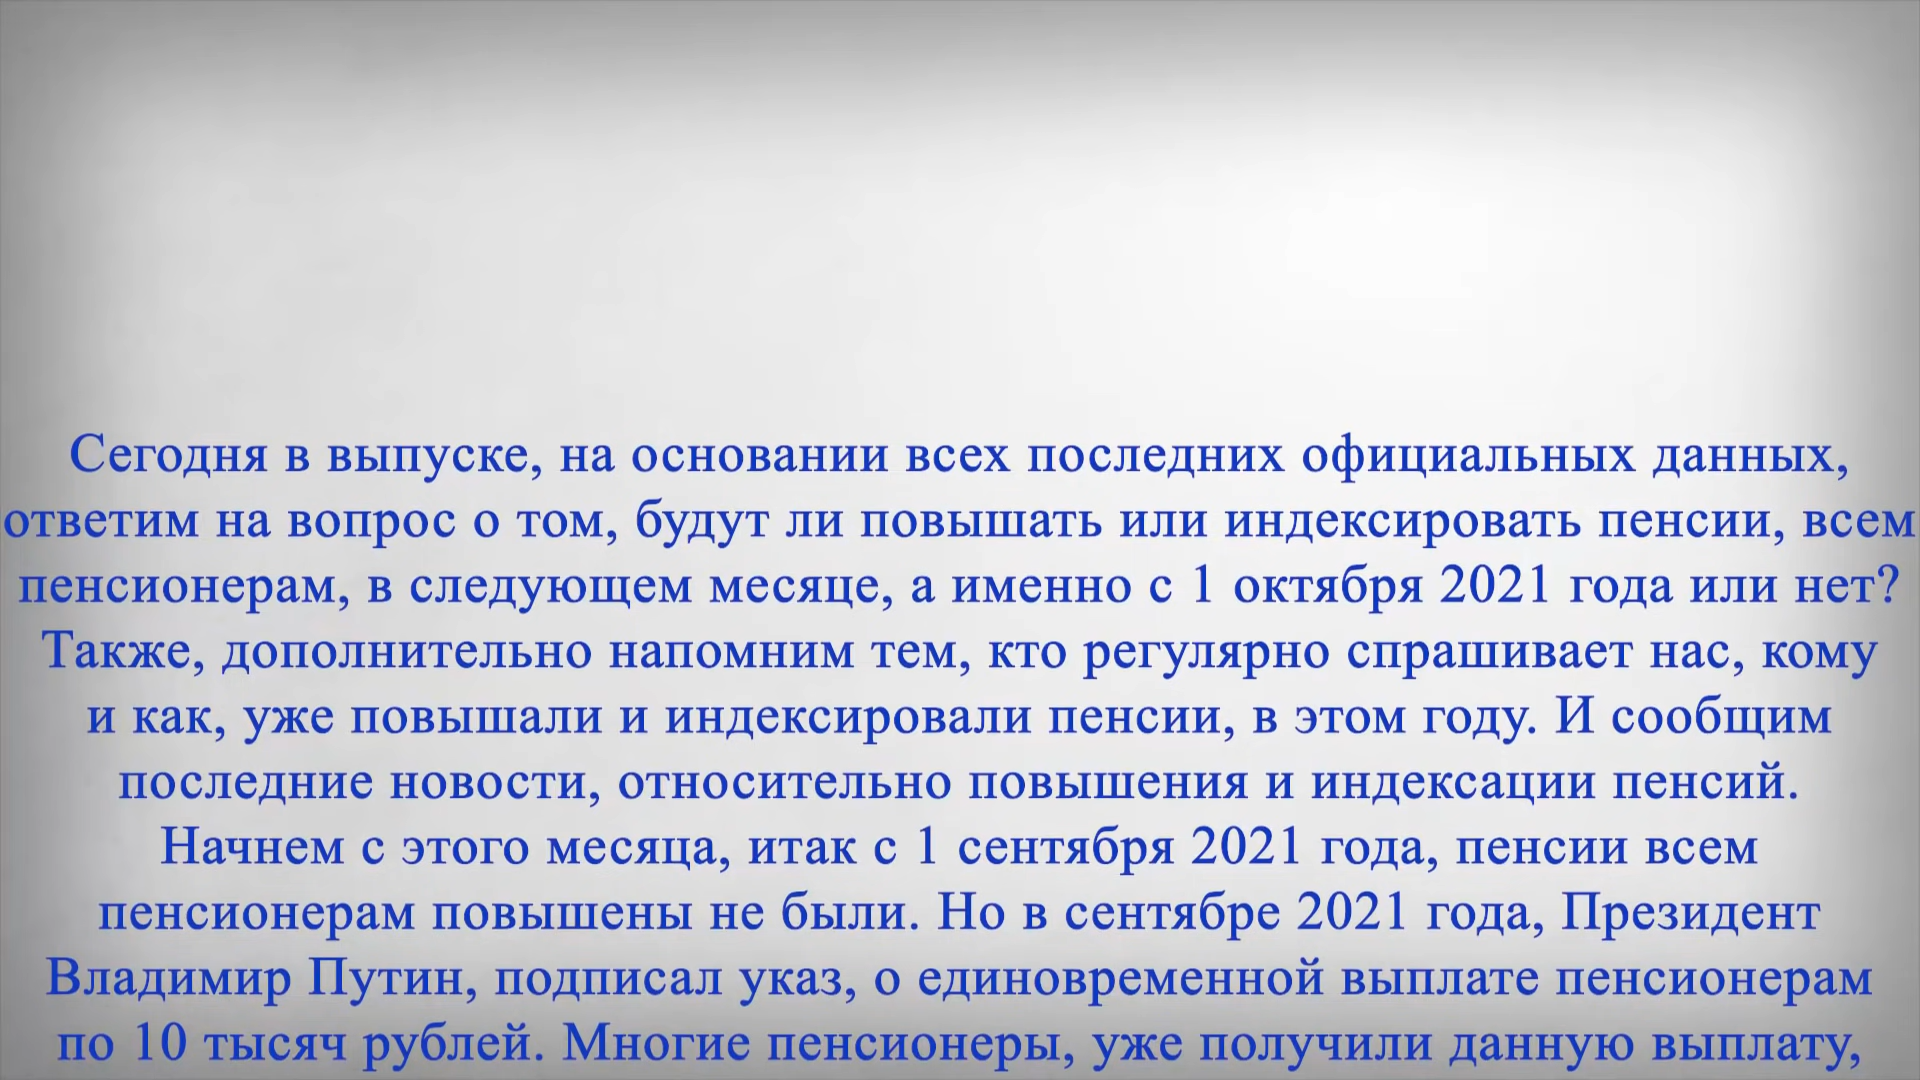 Сегодня в выпуске, на основании всех последних официальных данных,
ответим на вопрос о том, будут ли повышать или индексировать пенсии, всем
пенсионерам, в следующем месяце, а именно с 1 октября 2021 года или нет?
Также, дополнительно напомним тем, кто регулярно спрашивает нас, кому
и как, уже повышали и индексировали пенсии, в этом году. И сообщим
последние новости, относительно повышения и индексации пенсий.
Начнем с этого месяца, итак с 1 сентября 2021 года, пенсии всем
пенсионерам повышены не были. Но в сентябре 2021 года, Президент
Владимир Путин, подписал указ, о единовременной выплате пенсионерам
по 10 тысяч рублей. Многие пенсионеры, уже получили данную выплату,